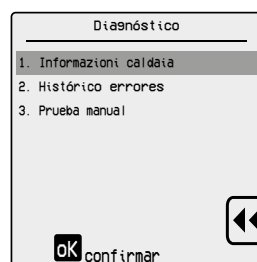 Diagnóstico
1. Informazioni caldaia
2. Histórico errores
3. Prueba manual
OK confirmar